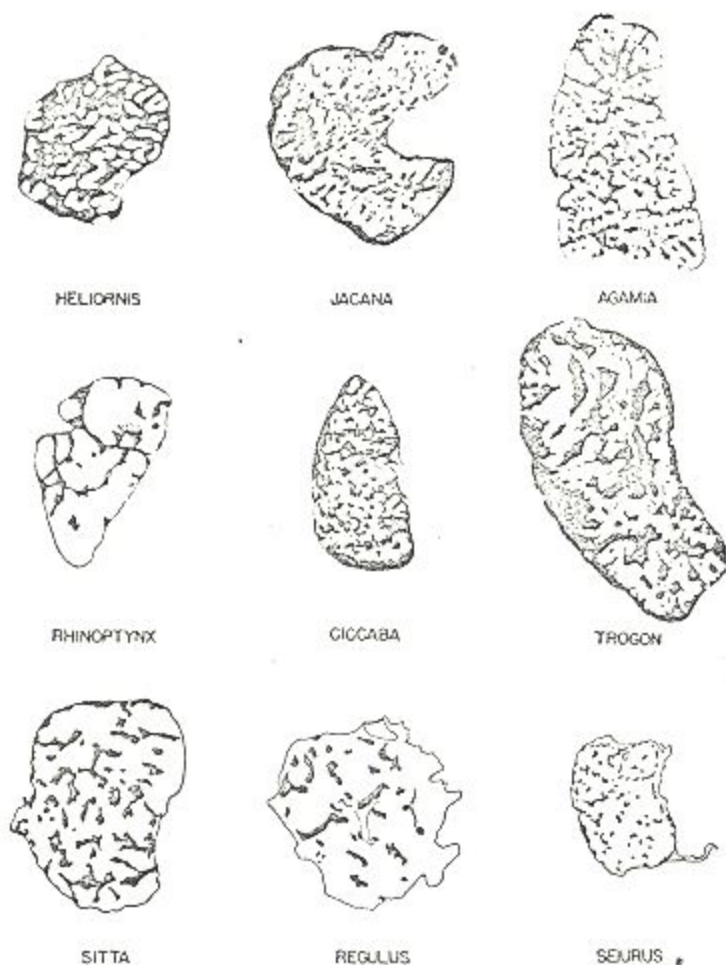 HELIORNIS JACANA AGAMIA
RHINOPTYNX CICCABA TROGON
SITTA REGULUS SEIURUS